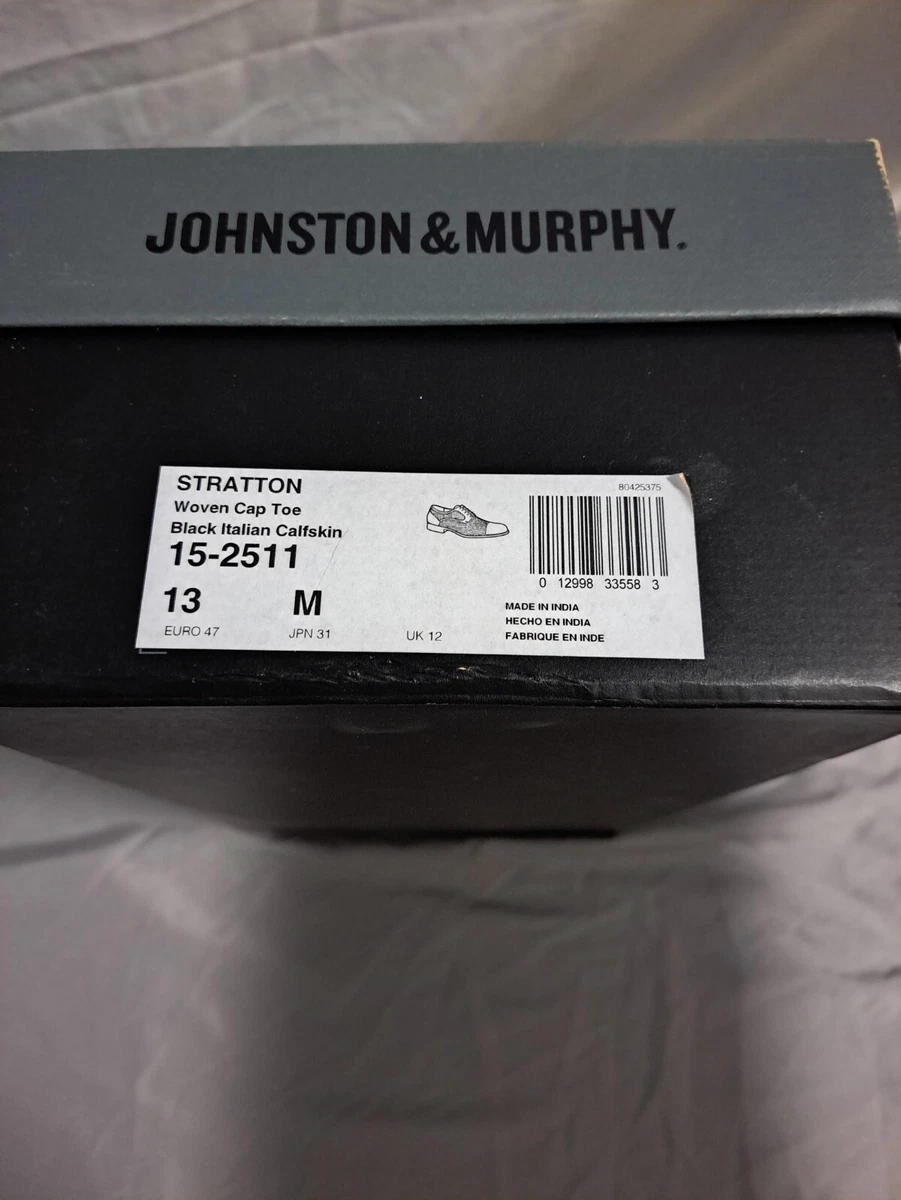 JOHNSTON & MURPHY.
STRATTON
Woven Cap Toe
Black Italian Calfskin
15-2511
13 M
EURO 47 JPN 31 UK 12
80425375
0 12998 33558 3
MADE IN INDIA
HECHO EN INDIA
FABRIQUE EN INDE